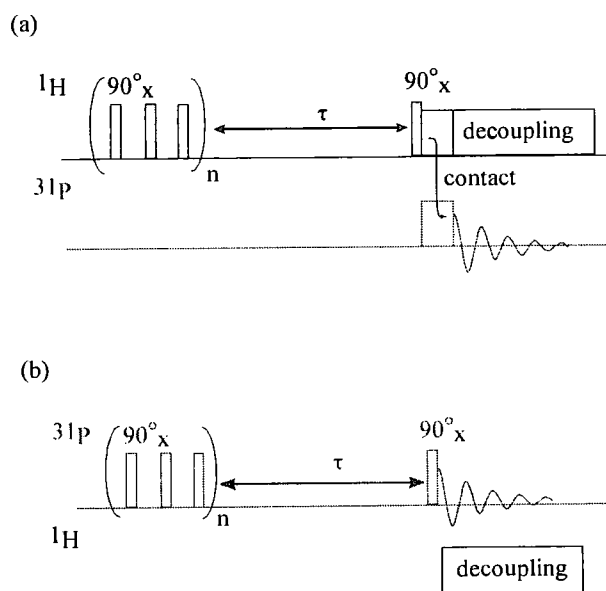 (a)
1H
90°x
90°x
τ
decoupling
n
contact
31P
(b)
31P
90°x
90°x
τ
n
1H
decoupling